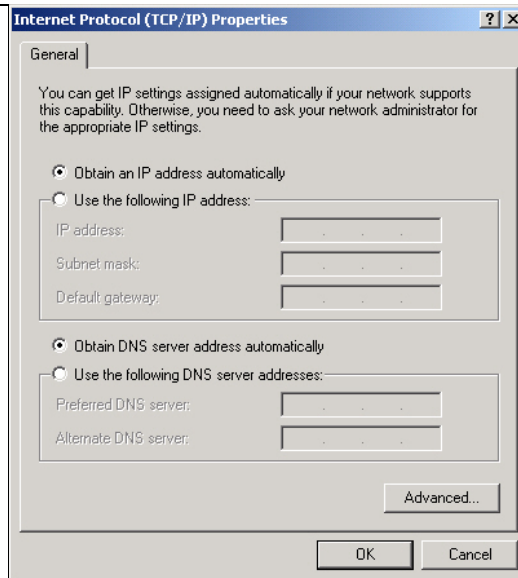 Internet Protocol (TCP/IP) Properties
General
You can get IP settings assigned automatically if your network supports
this capability. Otherwise, you need to ask your network administrator for
the appropriate IP settings.
Obtain an IP address automatically
Use the following IP address:
IP address:
Subnet mask:
Default gateway:
Obtain DNS server address automatically
Use the following DNS server addresses:
Preferred DNS server:
Alternate DNS server:
Advanced...
OK
Cancel